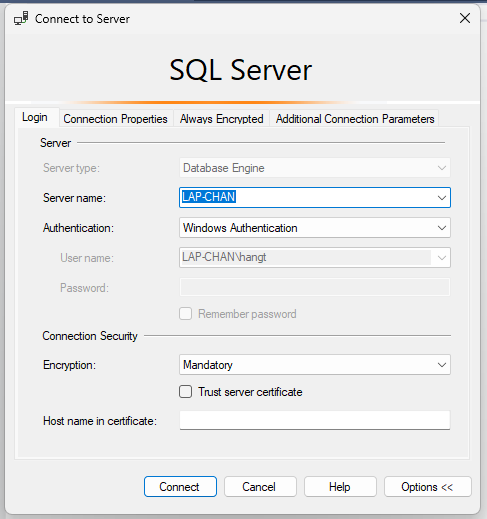 Connect to Server
SQL Server
Login Connection Properties Always Encrypted Additional Connection Parameters
Server
Server type: Database Engine
Server name: LAP-CHAN
Authentication: Windows Authentication
User name: LAP-CHAN\hangt
Password:
Remember password
Connection Security
Encryption: Mandatory
Trust server certificate
Host name in certificate:
Connect Cancel Help Options <<